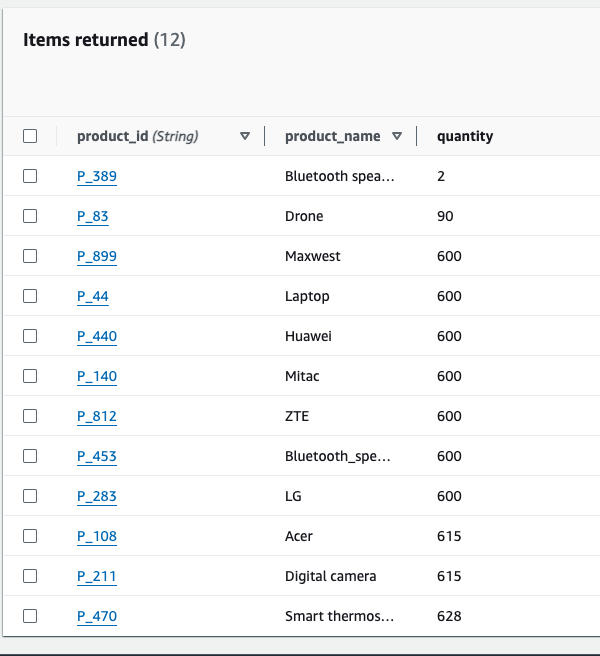 Items returned (12)
product_id (String) product_name quantity
P_389 Bluetooth spea... 2
P_83 Drone 90
P_899 Maxwest 600
P_44 Laptop 600
P_440 Huawei 600
P_140 Mitac 600
P_812 ZTE 600
P_453 Bluetooth_spe... 600
P_283 LG 600
P_108 Acer 615
P_211 Digital camera 615
P_470 Smart thermos... 628